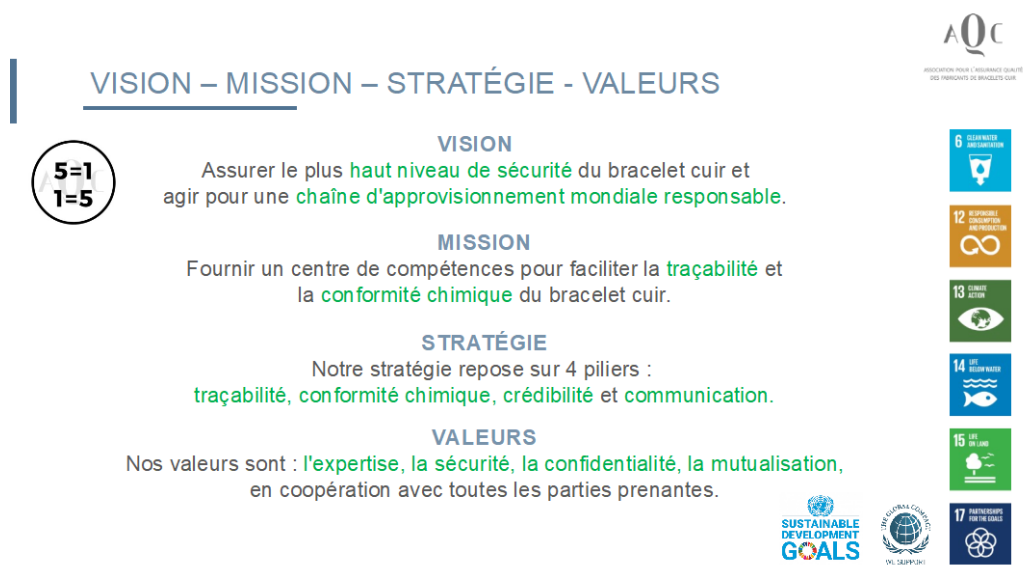 AQC
ASSOCIATION POUR L'ASSURANCE QUALITÉ
DES FABRICANTS DE BRACELETS CUIR
VISION – MISSION – STRATÉGIE - VALEURS
5=1
1=5
VISION
Assurer le plus haut niveau de sécurité du bracelet cuir et
agir pour une chaîne d'approvisionnement mondiale responsable.
MISSION
Fournir un centre de compétences pour faciliter la traçabilité et
la conformité chimique du bracelet cuir.
STRATÉGIE
Notre stratégie repose sur 4 piliers :
traçabilité, conformité chimique, crédibilité et communication.
VALEURS
Nos valeurs sont : l'expertise, la sécurité, la confidentialité, la mutualisation,
en coopération avec toutes les parties prenantes.
6 CLEAN WATER
AND SANITATION
12 RESPONSIBLE
CONSUMPTION
AND PRODUCTION
13 CLIMATE
ACTION
14 LIFE
BELOW WATER
15 LIFE
ON LAND
17 PARTNERSHIPS
FOR THE GOALS
SUSTAINABLE
DEVELOPMENT
GOALS
THE GLOBAL COMPACT
WE SUPPORT